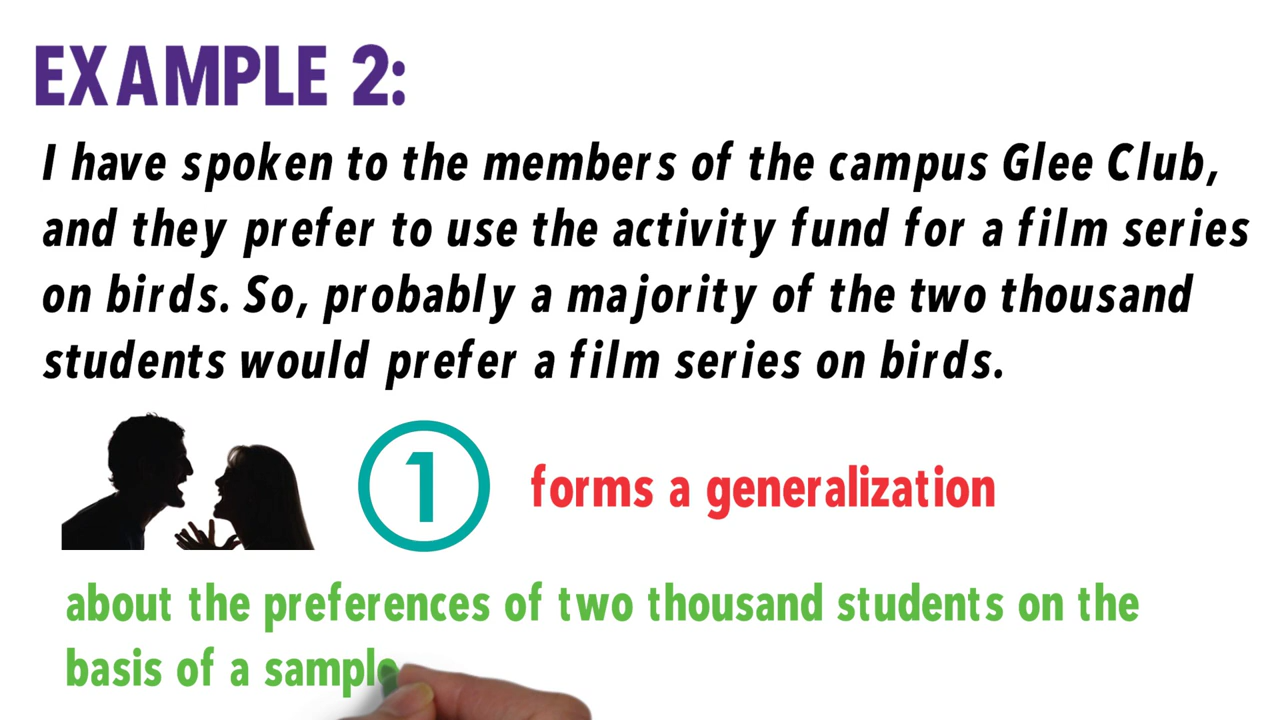 EXAMPLE 2:
I have spoken to the members of the campus Glee Club,
and they prefer to use the activity fund for a film series
on birds. So, probably a majority of the two thousand
students would prefer a film series on birds.
1 forms a generalization
about the preferences of two thousand students on the
basis of a sample